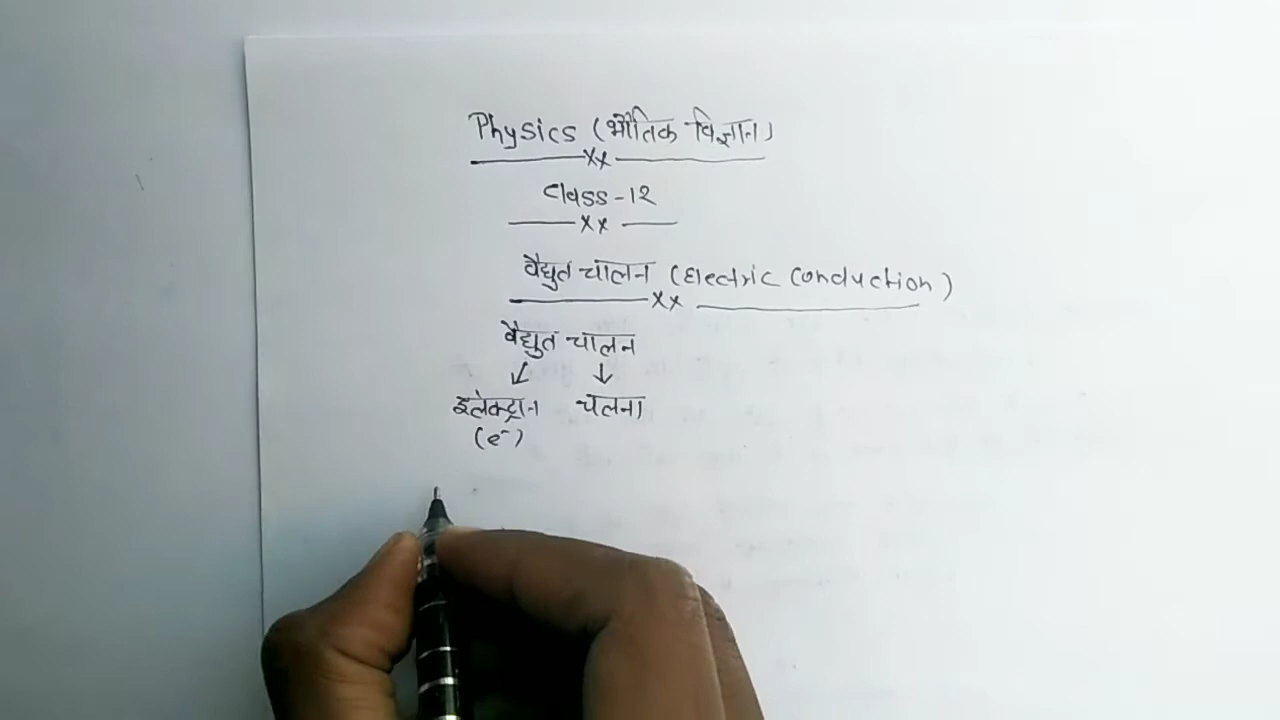 Physics (भौतिक विज्ञान)
xx
Class-12
xx
वैद्युत चालन (Electric Conduction)
xx
वैद्युत चालन
↙ ↓
इलेक्ट्रान चलना
(e⁻)